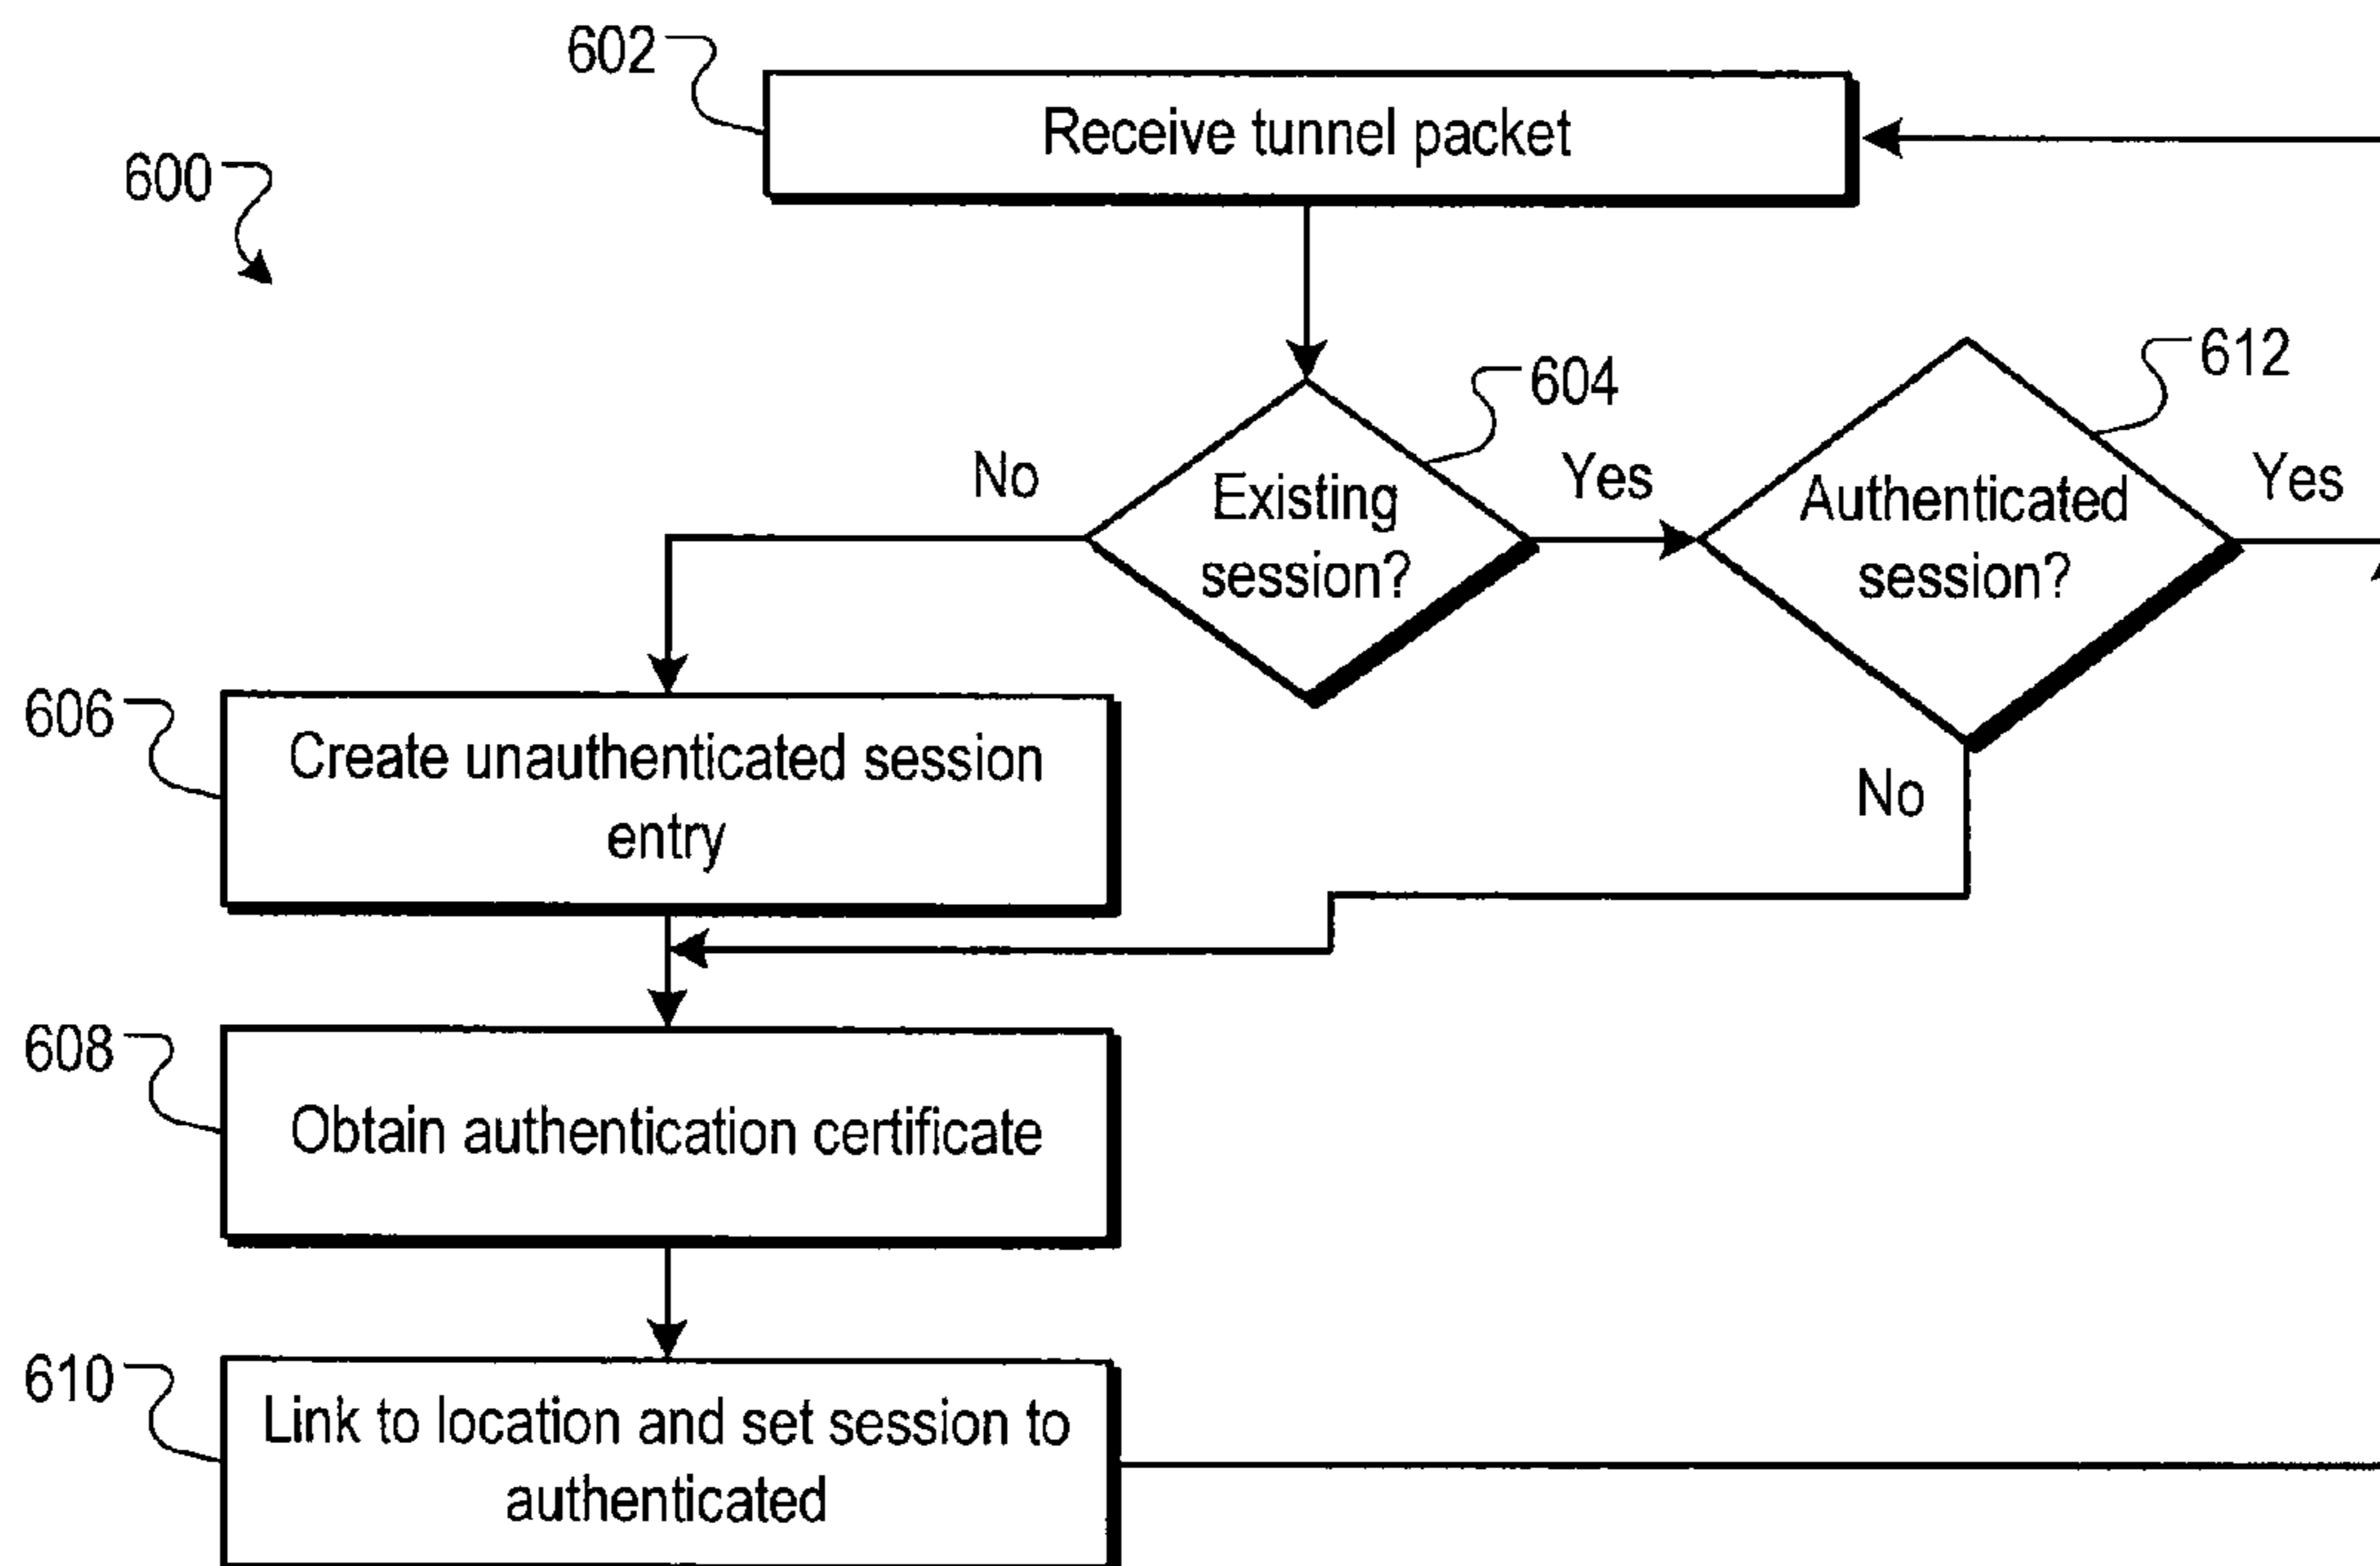 602
Receive tunnel packet
600
604
612
No
Existing
session?
Yes
Authenticated
session?
Yes
606
Create unauthenticated session
entry
No
608
Obtain authentication certificate
610
Link to location and set session to
authenticated